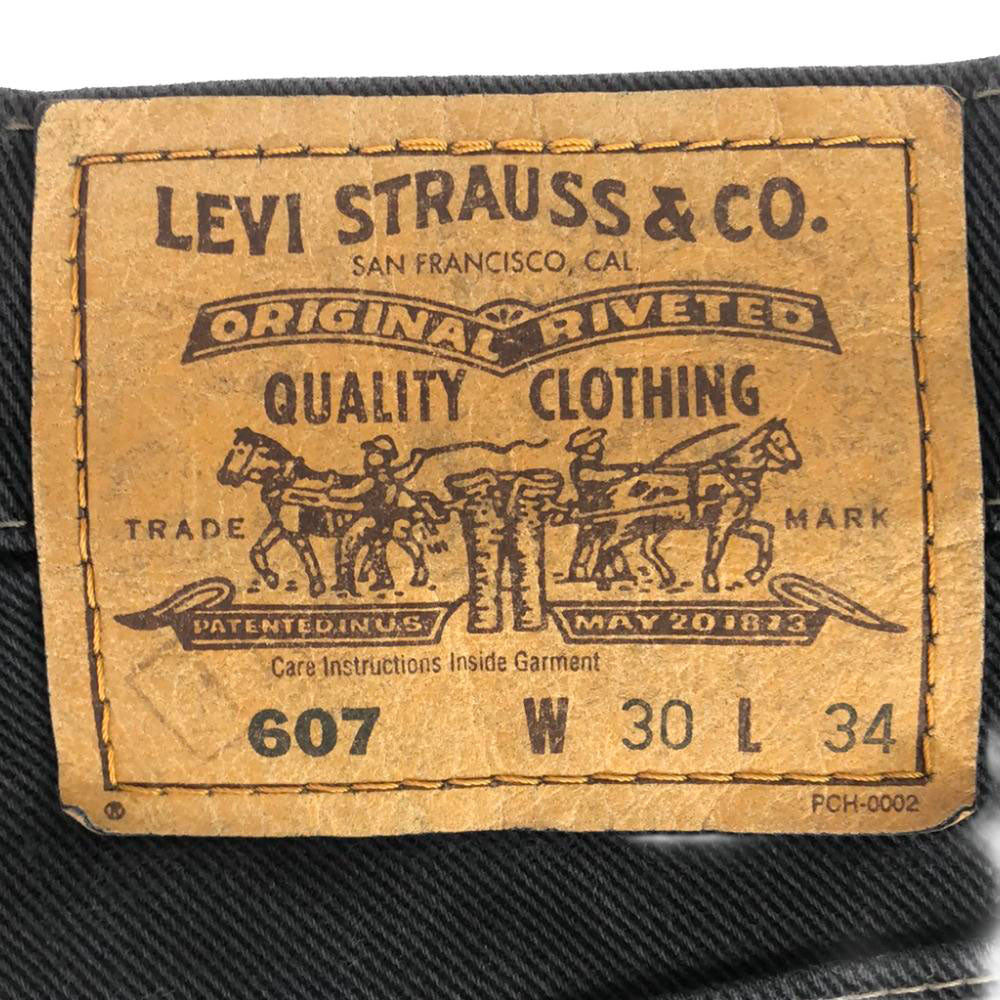 LEVI STRAUSS & CO.
SAN FRANCISCO, CAL.
ORIGINAL RIVETED
QUALITY CLOTHING
TRADE MARK
PATENTED IN U.S. MAY 20 1873
Care Instructions Inside Garment
607 W 30 L 34
® PCH-0002